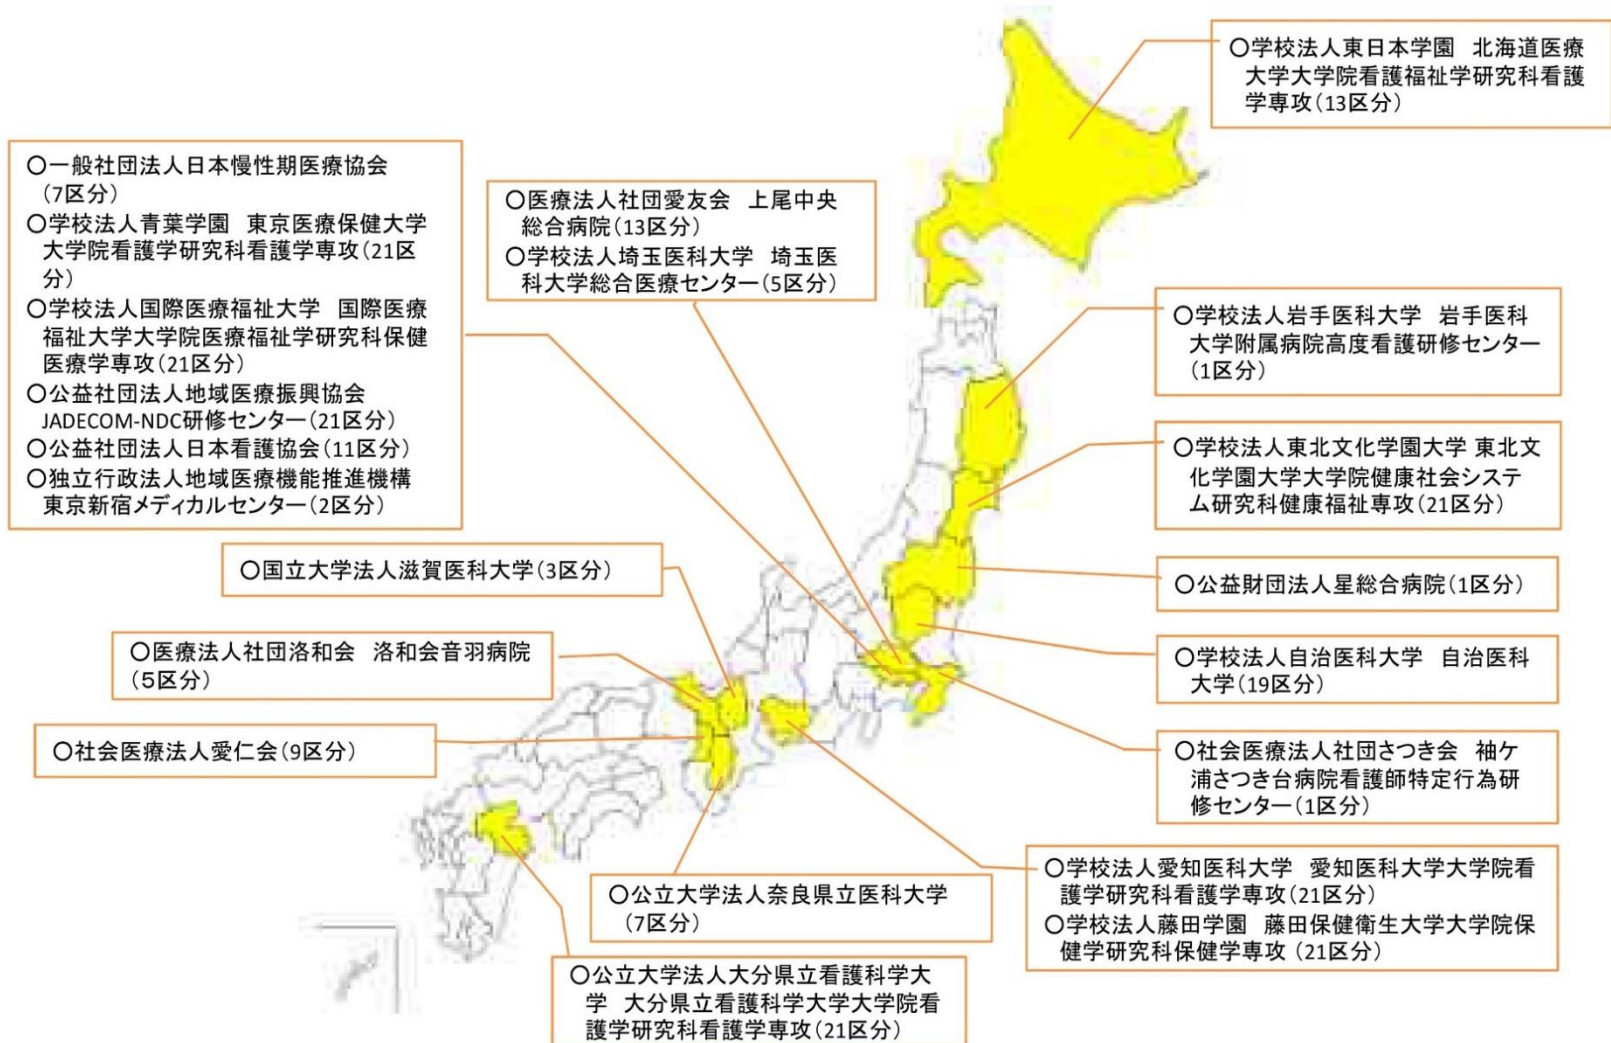 〇学校法人東日本学園 北海道医療
大学大学院看護福祉学研究科看護
学専攻(13区分)
〇一般社団法人日本慢性期医療協会
(7区分)
〇学校法人青葉学園 東京医療保健大学
大学院看護学研究科看護学専攻(21区
分)
〇学校法人国際医療福祉大学 国際医療
福祉大学大学院医療福祉学研究科保健
医療学専攻(21区分)
〇公益社団法人地域医療振興協会
JADECOM-NDC研修センター(21区分)
〇公益社団法人日本看護協会(11区分)
〇独立行政法人地域医療機能推進機構
東京新宿メディカルセンター(2区分)
〇医療法人社団愛友会 上尾中央
総合病院(13区分)
〇学校法人埼玉医科大学 埼玉医
科大学総合医療センター(5区分)
〇学校法人岩手医科大学 岩手医科
大学附属病院高度看護研修センター
(1区分)
〇学校法人東北文化学園大学 東北文
化学園大学大学院健康社会システ
ム研究科健康福祉専攻(21区分)
〇国立大学法人滋賀医科大学(3区分)
〇公益財団法人星総合病院(1区分)
〇医療法人社団洛和会 洛和会音羽病院
(5区分)
〇学校法人自治医科大学 自治医科
大学(19区分)
〇社会医療法人愛仁会(9区分)
〇社会医療法人社団さつき会 袖ケ
浦さつき台病院看護師特定行為研
修センター(1区分)
〇学校法人愛知医科大学 愛知医科大学大学院看
護学研究科看護学専攻(21区分)
〇学校法人藤田学園 藤田保健衛生大学大学院保
健学研究科保健学専攻 (21区分)
〇公立大学法人奈良県立医科大学
(7区分)
〇公立大学法人大分県立看護科学大
学 大分県立看護科学大学大学院看
護学研究科看護学専攻(21区分)